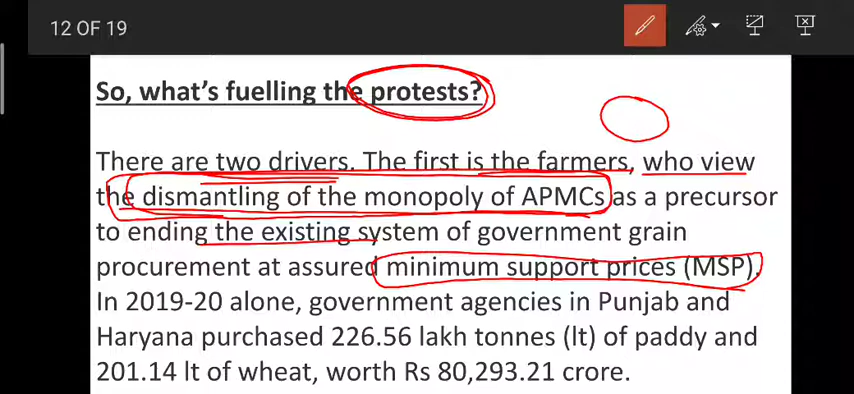 12 OF 19
So, what's fuelling the protests?
There are two drivers. The first is the farmers, who view
the dismantling of the monopoly of APMCs as a precursor
to ending the existing system of government grain
procurement at assured minimum support prices (MSP).
In 2019-20 alone, government agencies in Punjab and
Haryana purchased 226.56 lakh tonnes (lt) of paddy and
201.14 lt of wheat, worth Rs 80,293.21 crore.